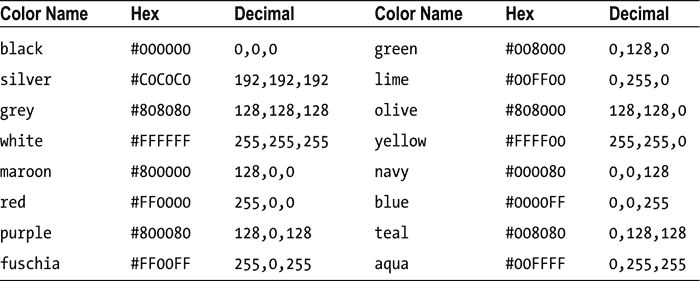 Color Name Hex Decimal Color Name Hex Decimal
black #000000 0,0,0 green #008000 0,128,0
silver #C0C0C0 192,192,192 lime #00FF00 0,255,0
grey #808080 128,128,128 olive #808000 128,128,0
white #FFFFFF 255,255,255 yellow #FFFF00 255,255,0
maroon #800000 128,0,0 navy #000080 0,0,128
red #FF0000 255,0,0 blue #0000FF 0,0,255
purple #800080 128,0,128 teal #008080 0,128,128
fuschia #FF00FF 255,0,255 aqua #00FFFF 0,255,255